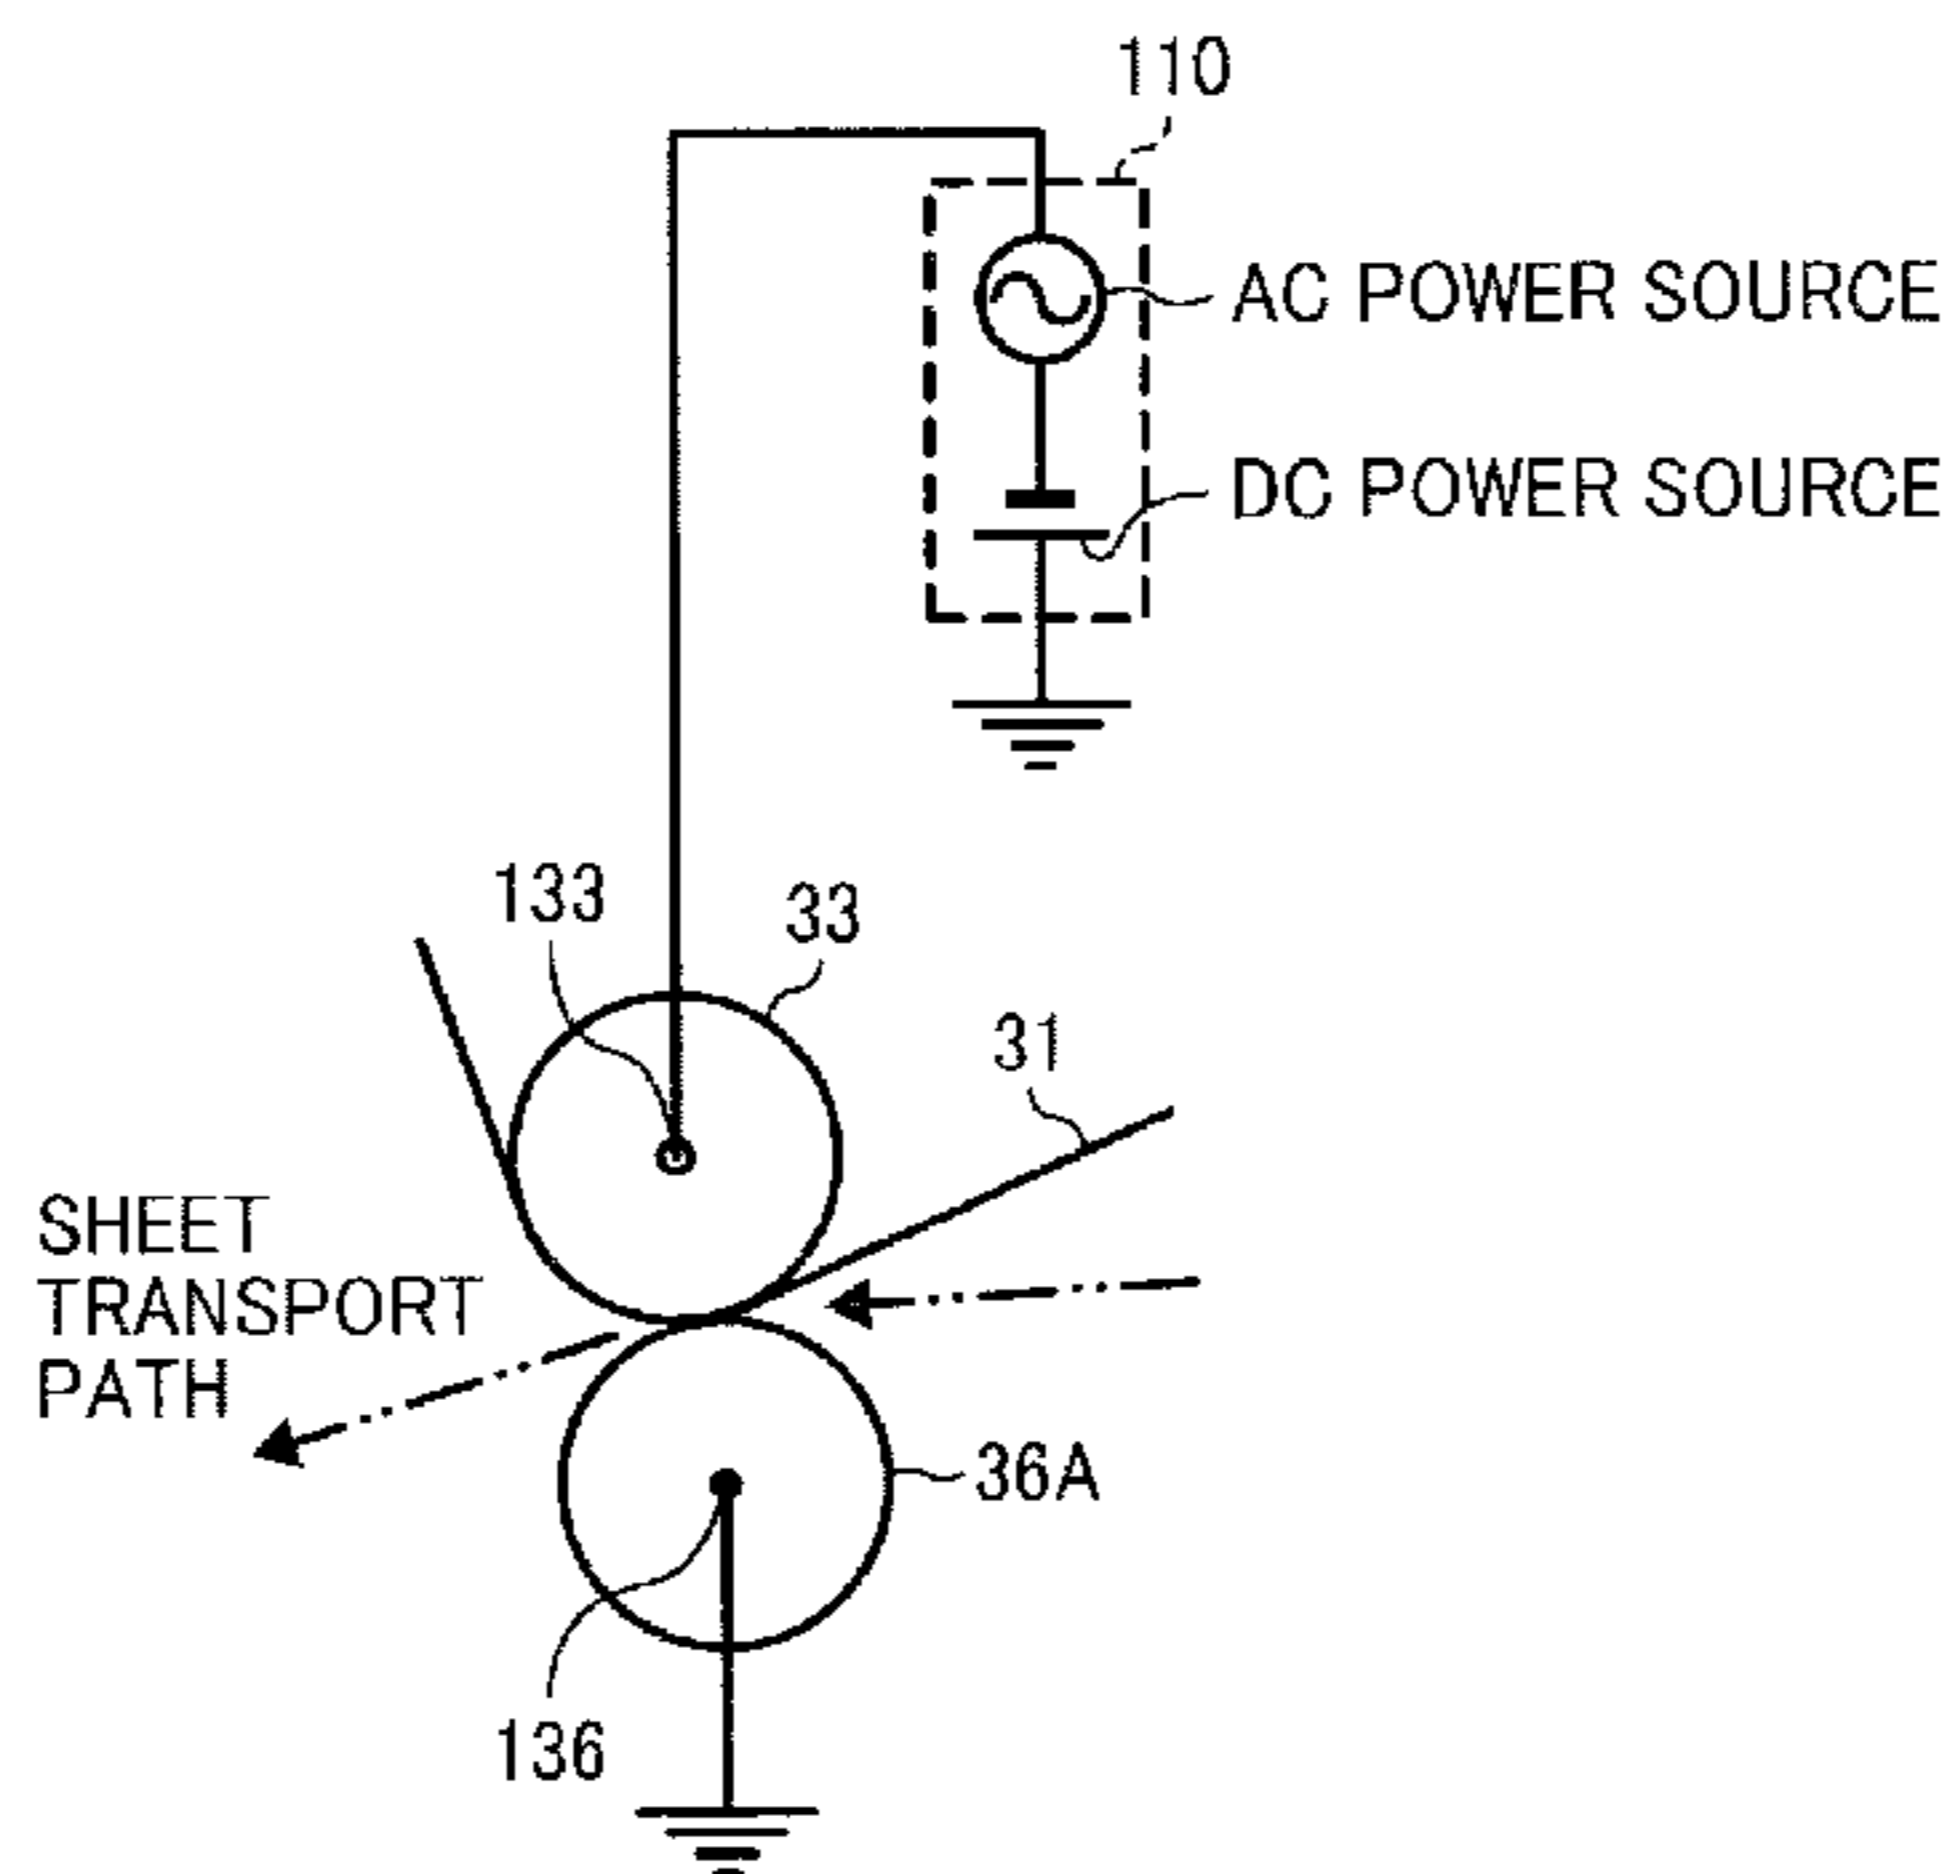 110
AC POWER SOURCE
DC POWER SOURCE
133
33
31
SHEET
TRANSPORT
PATH
36A
136